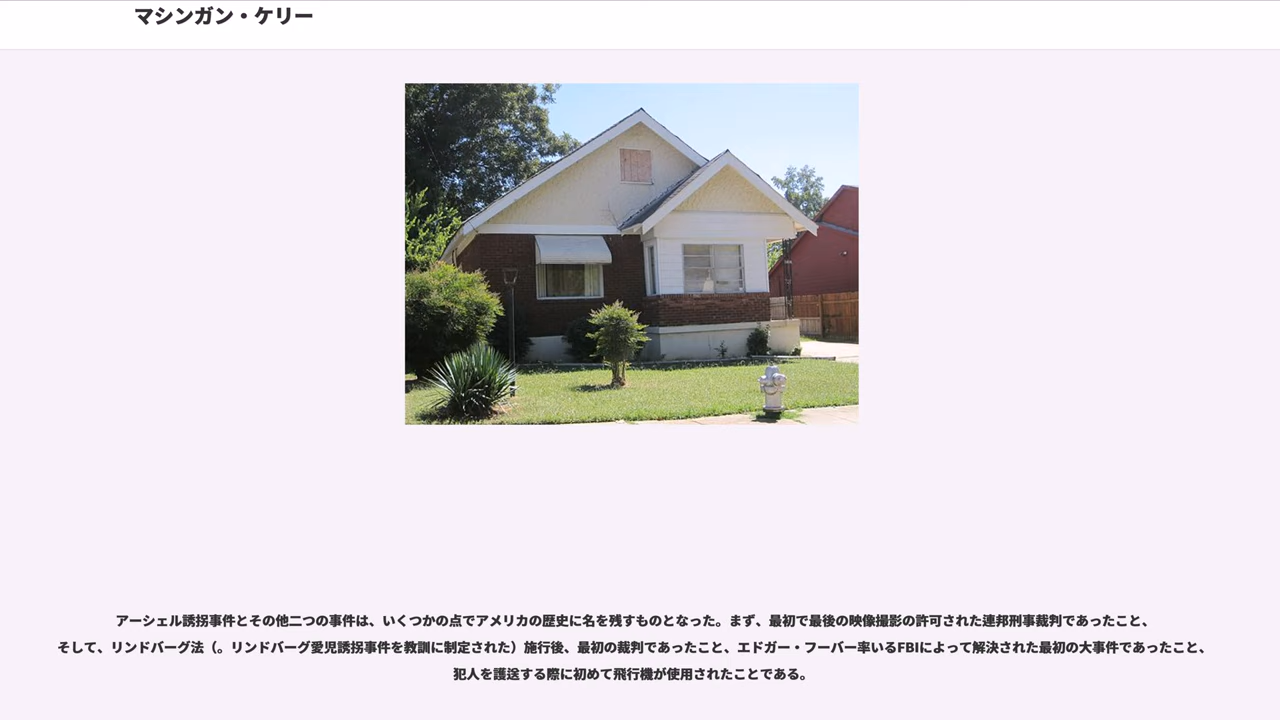 マシンガン・ケリー
アーシェル誘拐事件とその他二つの事件は、いくつかの点でアメリカの歴史に名を残すものとなった。まず、最初で最後の映像撮影の許可された連邦刑事裁判であったこと、
そして、リンドバーグ法（。リンドバーグ愛児誘拐事件を教訓に制定された）施行後、最初の裁判であったこと、エドガー・フーバー率いるFBIによって解決された最初の大事件であったこと、
犯人を護送する際に初めて飛行機が使用されたことである。